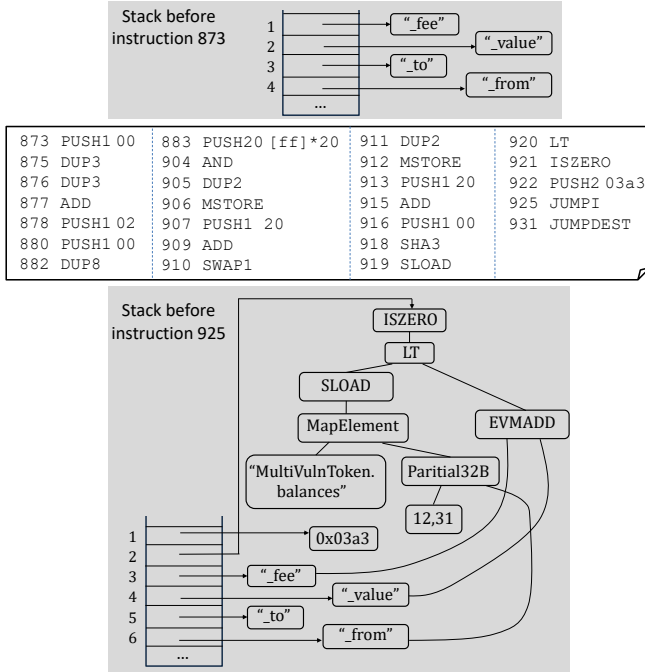 Stack before
instruction 873
1
2
3
4
...
"_fee"
"_value"
"_to"
"_from"
873 PUSH1 00
875 DUP3
876 DUP3
877 ADD
878 PUSH1 02
880 PUSH1 00
882 DUP8
883 PUSH20 [ff]*20
904 AND
905 DUP2
906 MSTORE
907 PUSH1 20
909 ADD
910 SWAP1
911 DUP2
912 MSTORE
913 PUSH1 20
915 ADD
916 PUSH1 00
918 SHA3
919 SLOAD
920 LT
921 ISZERO
922 PUSH2 03a3
925 JUMPI
931 JUMPDEST
Stack before
instruction 925
ISZERO
LT
SLOAD
MapElement
EVMADD
"MultiVulnToken.
balances"
Paritial32B
12,31
1
2
3
4
5
6
...
0x03a3
"_fee"
"_value"
"_to"
"_from"